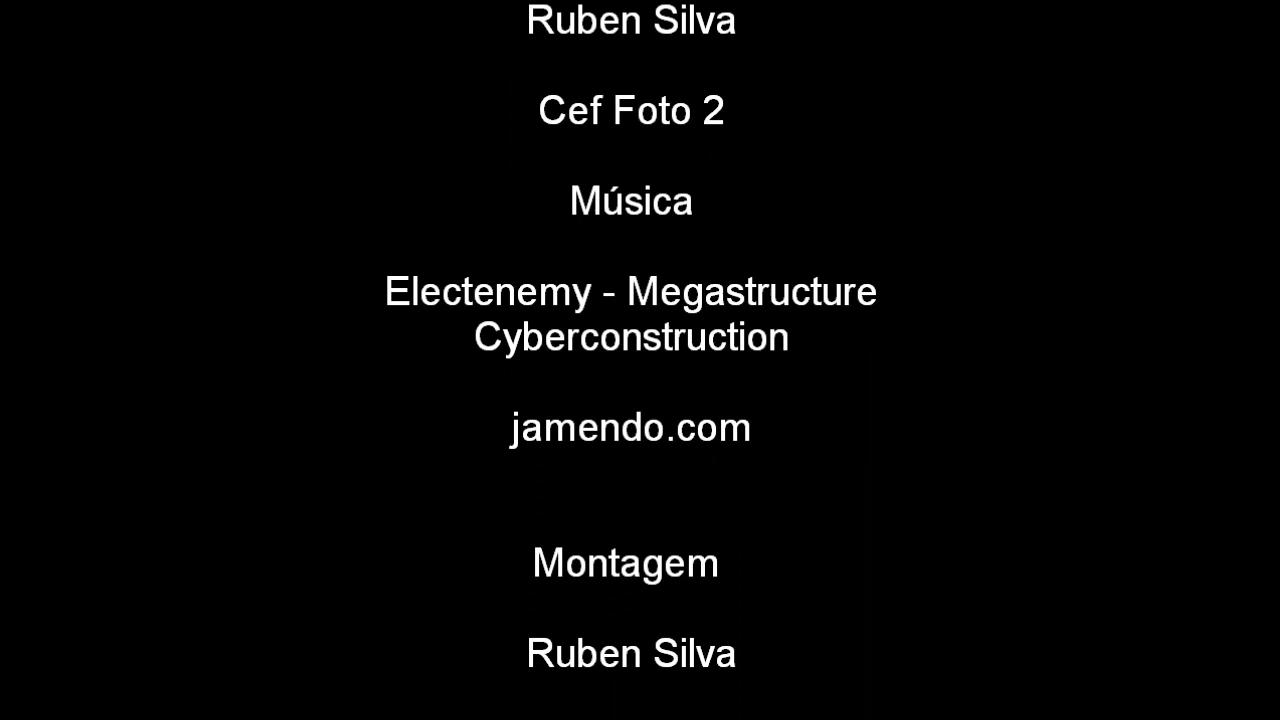 Ruben Silva
Cef Foto 2
Música
Electenemy - Megastructure
Cyberconstruction
jamendo.com
Montagem
Ruben Silva